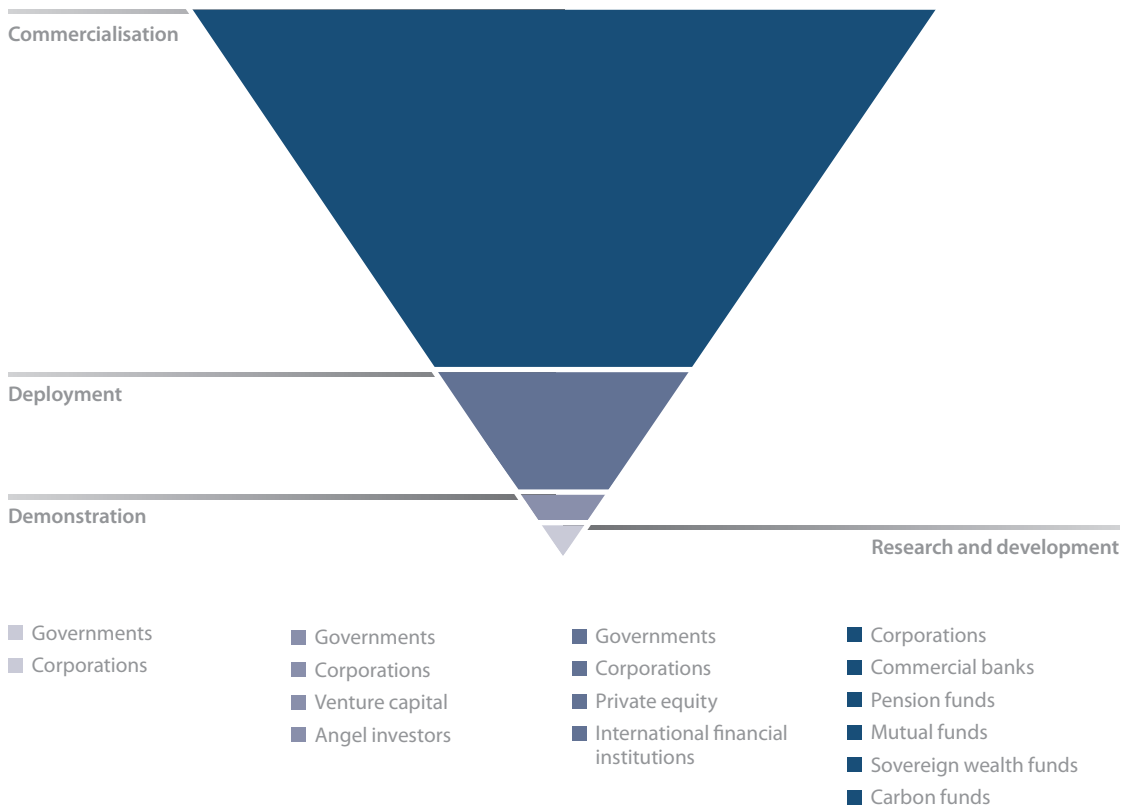 Commercialisation
Deployment
Demonstration
Research and development
Governments
Corporations
Governments
Corporations
Venture capital
Angel investors
Governments
Corporations
Private equity
International financial
institutions
Corporations
Commercial banks
Pension funds
Mutual funds
Sovereign wealth funds
Carbon funds